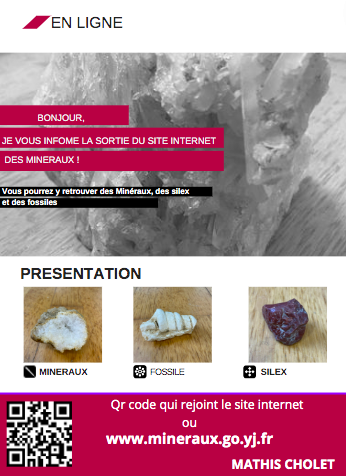 EN LIGNE
BONJOUR,
JE VOUS INFOME LA SORTIE DU SITE INTERNET
DES MINERAUX !
Vous pourrez y retrouver des Minéraux, des silex
et des fossiles
PRESENTATION
MINERAUX
FOSSILE
SILEX
Qr code qui rejoint le site internet
ou
www.mineraux.go.yj.fr
MATHIS CHOLET